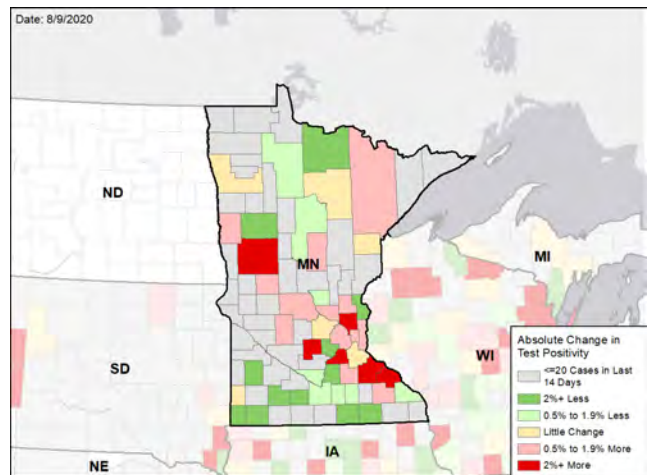 Date: 8/9/2020
ND
MN
MI
SD
WI
IA
NE
Absolute Change in
Test Positivity
<=20 Cases in Last
14 Days
2%+ Less
0.5% to 1.9% Less
Little Change
0.5% to 1.9% More
2%+ More